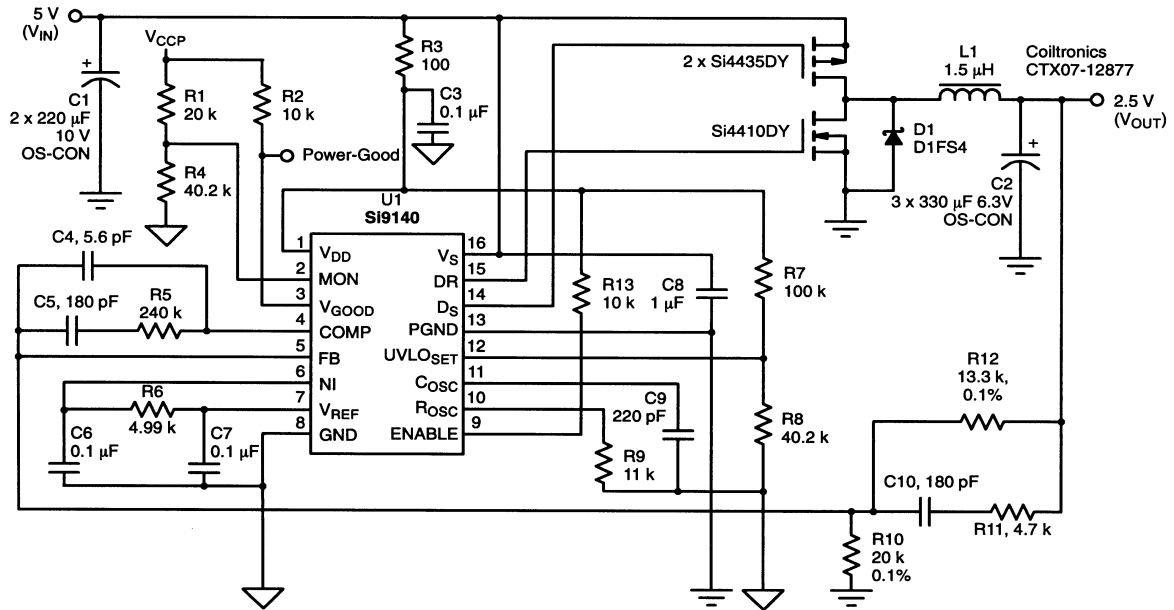 5 V
(VIN)
VCCP
+
C1
2 x 220 µF
10 V
OS-CON
R1
20 k
R2
10 k
R3
100
C3
0.1 µF
Power-Good
R4
40.2 k
2 x Si4435DY
Si4410DY
L1
1.5 µH
Coiltronics
CTX07-12877
2.5 V
(VOUT)
D1
D1FS4
+
C2
3 x 330 µF 6.3V
OS-CON
U1
Si9140
1
VDD
2
MON
3
VGOOD
4
COMP
5
FB
6
NI
7
VREF
8
GND
16
VS
15
DR
14
DS
13
PGND
12
UVLOSET
11
COSC
10
ROSC
9
ENABLE
C4, 5.6 pF
C5, 180 pF
R5
240 k
R6
4.99 k
C6
0.1 µF
C7
0.1 µF
R13
10 k
C8
1 µF
R7
100 k
C9
220 pF
R9
11 k
R8
40.2 k
R12
13.3 k,
0.1%
C10, 180 pF
R11, 4.7 k
R10
20 k
0.1%